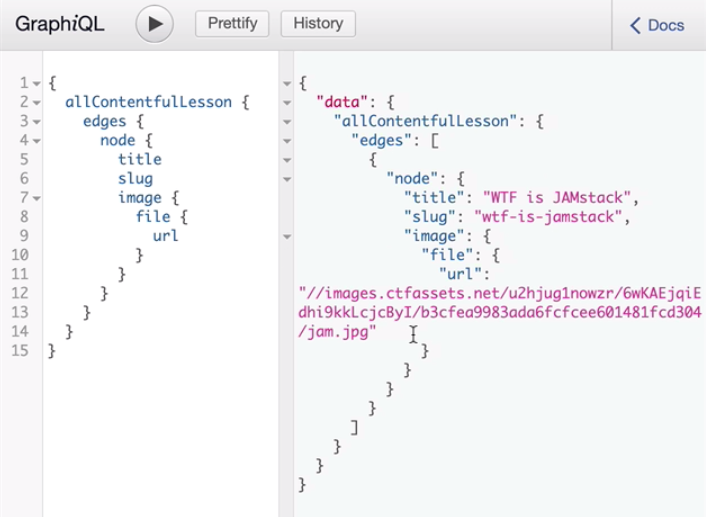 GraphiQL Prettify History Docs
1 {
2 allContentfulLesson {
3 edges {
4 node {
5 title
6 slug
7 image {
8 file {
9 url
10 }
11 }
12 }
13 }
14 }
15 }
{
"data": {
"allContentfulLesson": {
"edges": [
{
"node": {
"title": "WTF is JAMstack",
"slug": "wtf-is-jamstack",
"image": {
"file": {
"url":
"//images.ctfassets.net/u2hjug1nowzr/6wKAEjqiE
dhi9kkLcjcByI/b3cfea9983ada6fcfcee601481fcd304
/jam.jpg"
}
}
}
}
]
}
}
}